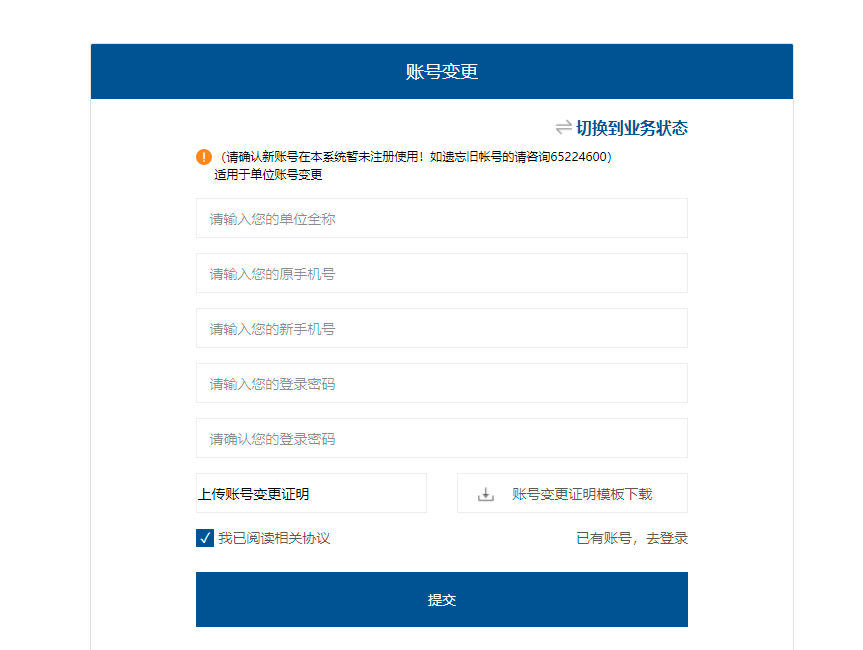 账号变更
切换到业务状态
（请确认新账号在本系统暂未注册使用！如遗忘旧帐号的请咨询65224600）
适用于单位账号变更
请输入您的单位全称
请输入您的原手机号
请输入您的新手机号
请输入您的登录密码
请确认您的登录密码
上传账号变更证明
账号变更证明模板下载
我已阅读相关协议
已有账号，去登录
提交